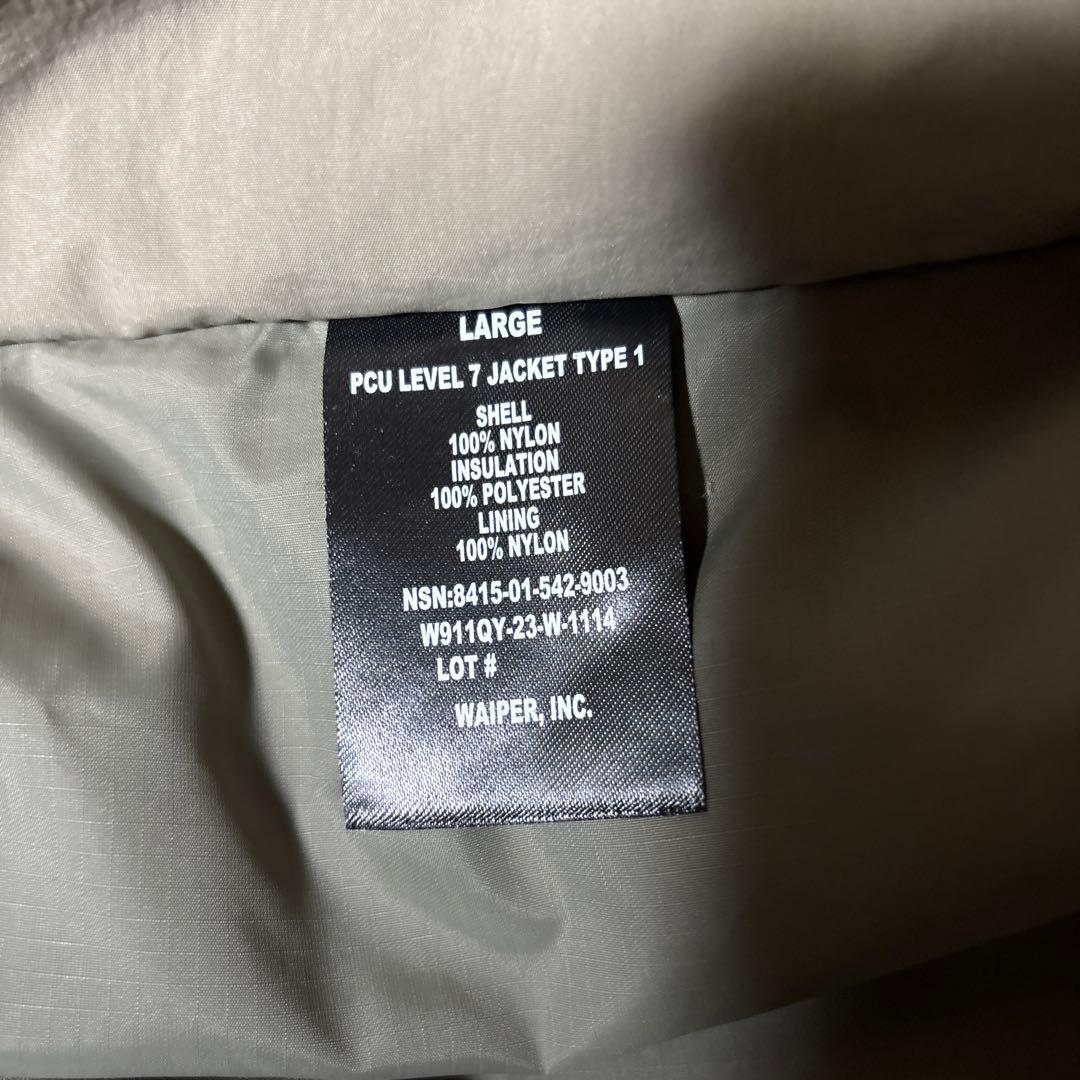 LARGE
PCU LEVEL 7 JACKET TYPE 1
SHELL
100% NYLON
INSULATION
100% POLYESTER
LINING
100% NYLON
NSN:8415-01-542-9003
W911QY-23-W-1114
LOT #
WAIPER, INC.